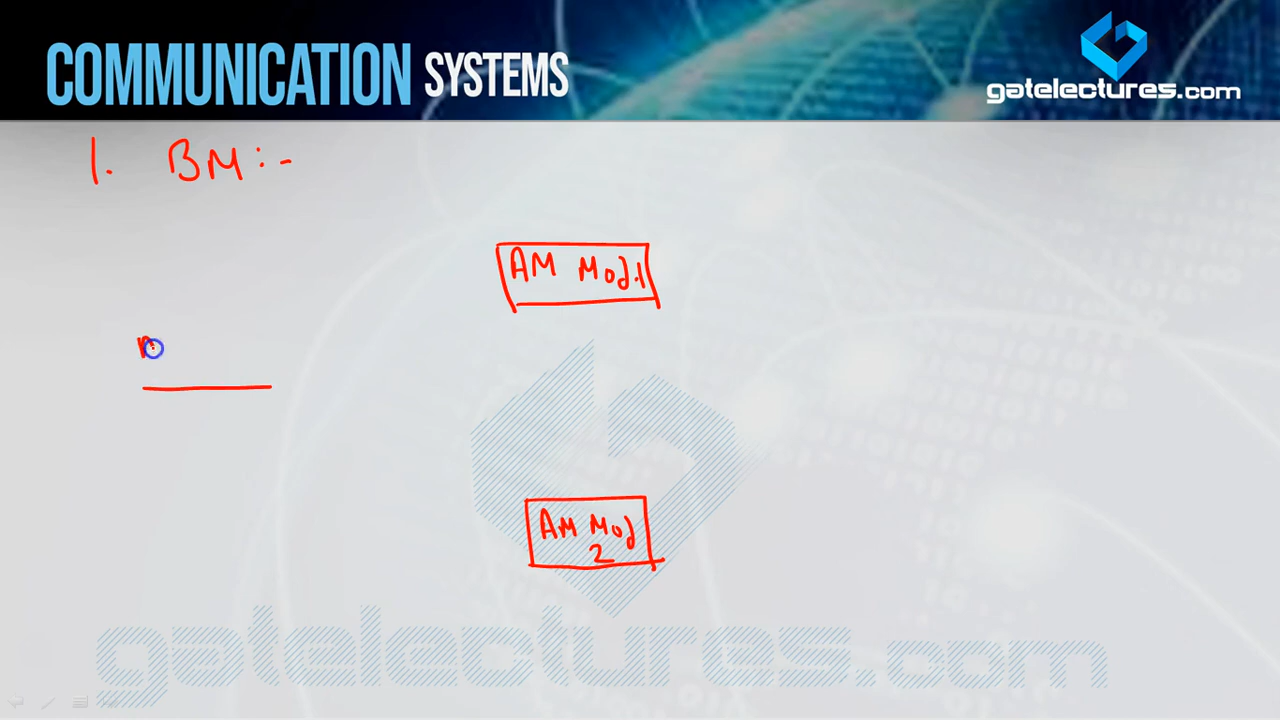 COMMUNICATION SYSTEMS
gatelectures.com
1. BM:-
AM Mod.1
AM Mod
2
gatelectures.com